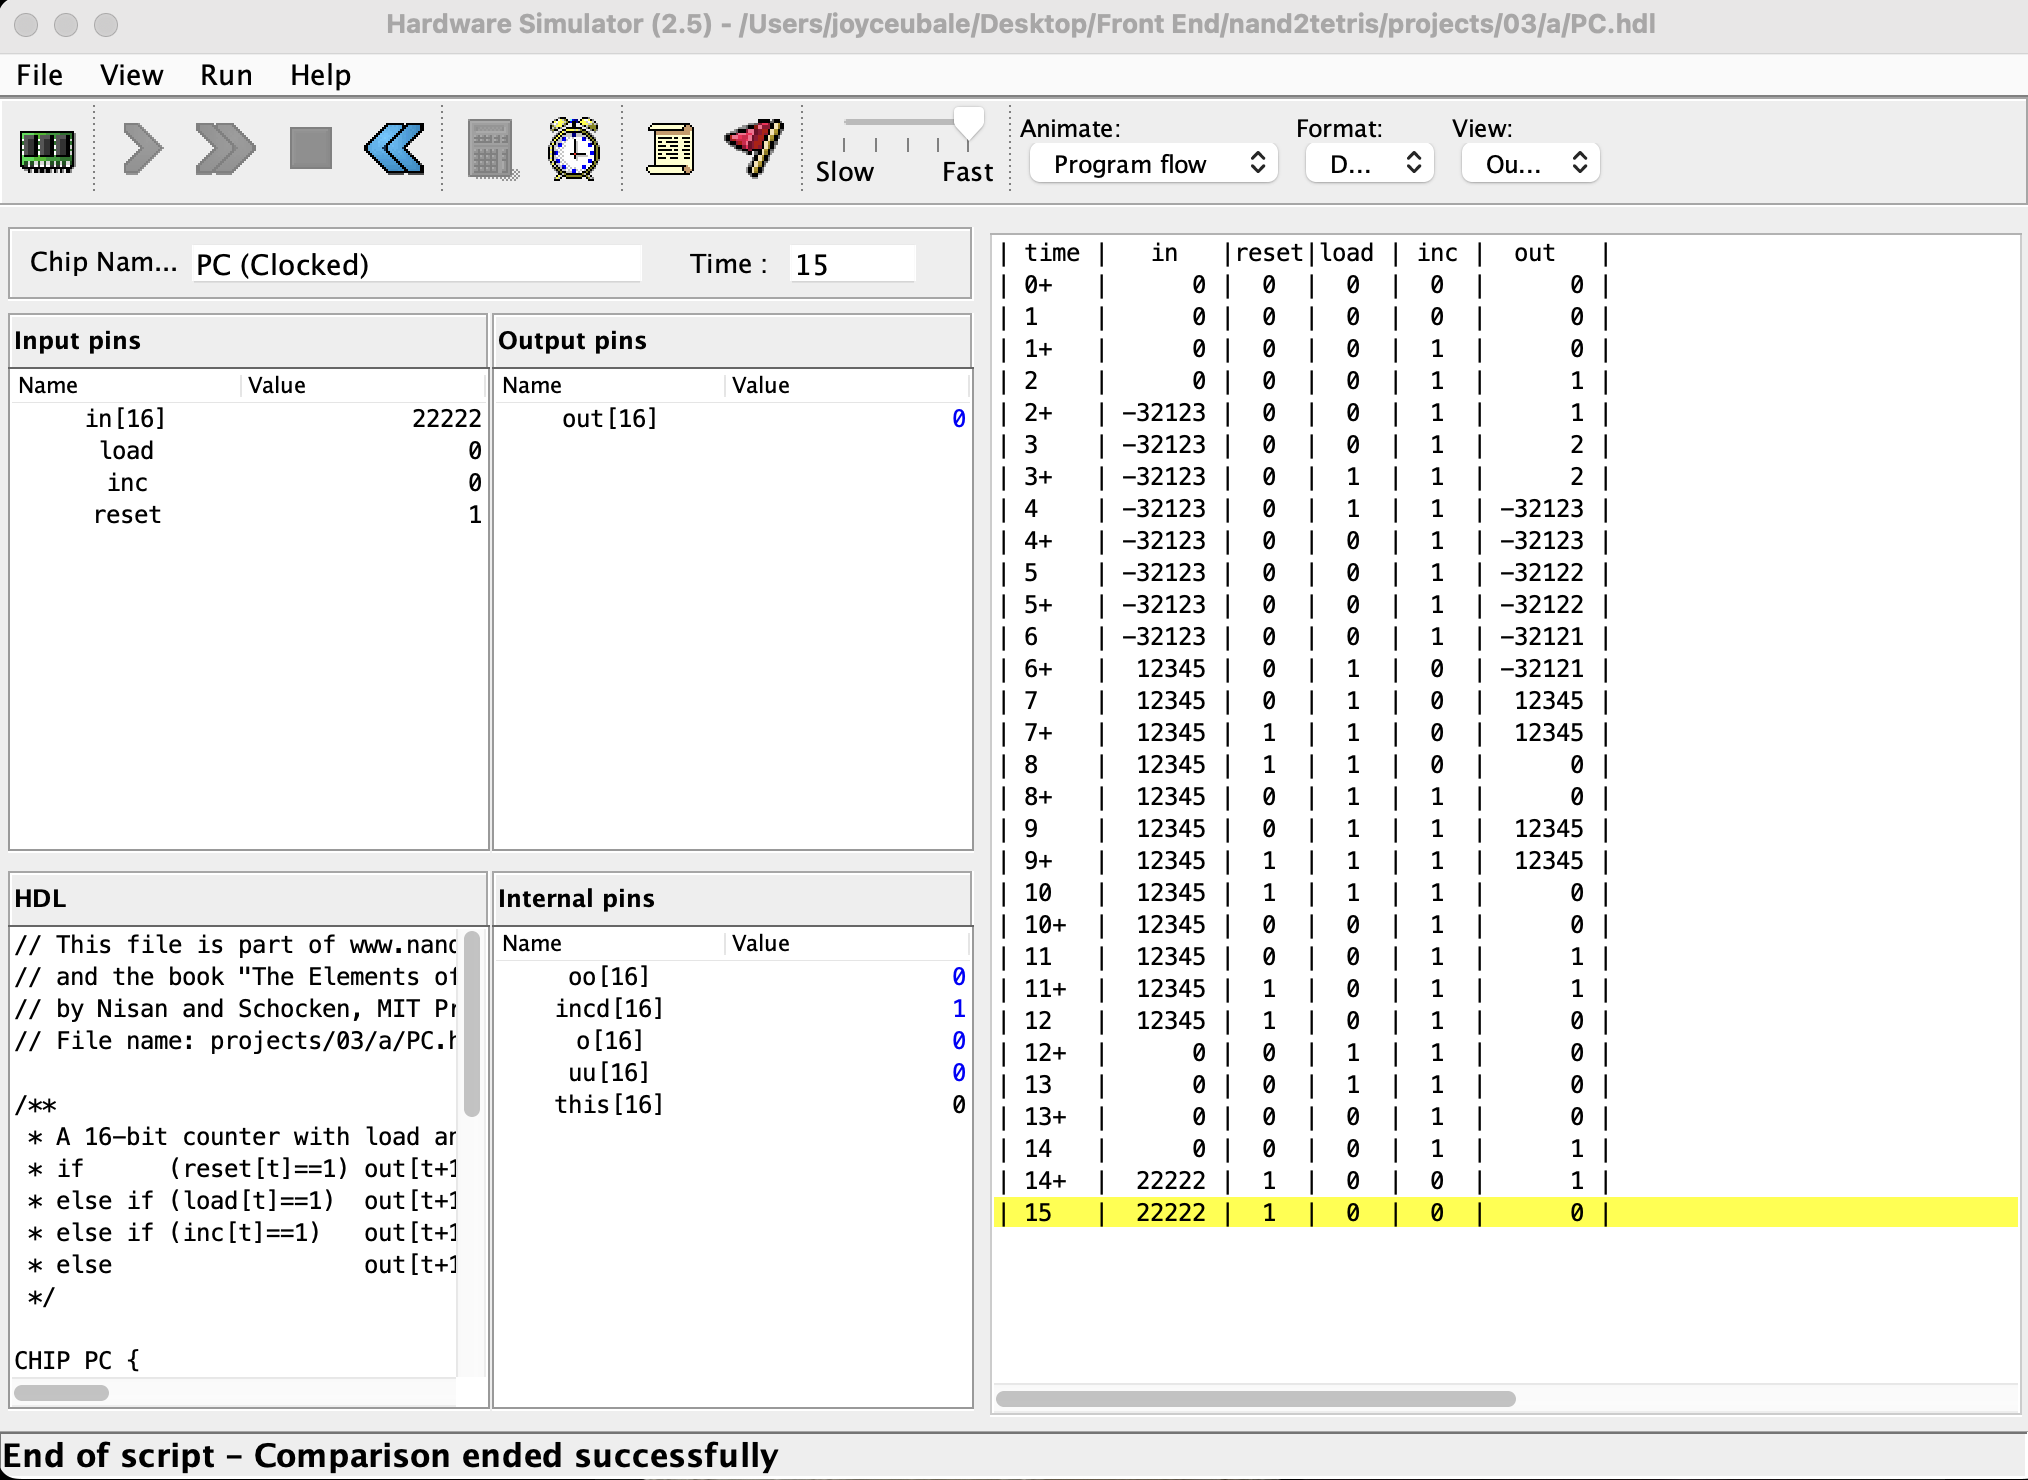 Hardware Simulator (2.5) - /Users/joyceubale/Desktop/Front End/nand2tetris/projects/03/a/PC.hdl
File View Run Help
Slow Fast
Animate: Format: View:
Program flow D... Ou...
Chip Nam... PC (Clocked) Time : 15
Input pins
Name Value
in[16] 22222
load 0
inc 0
reset 1
Output pins
Name Value
out[16] 0
HDL
// This file is part of www.nand
// and the book "The Elements of
// by Nisan and Schocken, MIT Pr
// File name: projects/03/a/PC.h
/**
* A 16-bit counter with load an
* if (reset[t]==1) out[t+1
* else if (load[t]==1) out[t+1
* else if (inc[t]==1) out[t+1
* else out[t+1
*/
CHIP PC {
Internal pins
Name Value
oo[16] 0
incd[16] 1
o[16] 0
uu[16] 0
this[16] 0
| time | in |reset|load | inc | out |
| 0+ | 0 | 0 | 0 | 0 | 0 |
| 1 | 0 | 0 | 0 | 0 | 0 |
| 1+ | 0 | 0 | 0 | 1 | 0 |
| 2 | 0 | 0 | 0 | 1 | 1 |
| 2+ | -32123 | 0 | 0 | 1 | 1 |
| 3 | -32123 | 0 | 0 | 1 | 2 |
| 3+ | -32123 | 0 | 1 | 1 | 2 |
| 4 | -32123 | 0 | 1 | 1 | -32123 |
| 4+ | -32123 | 0 | 0 | 1 | -32123 |
| 5 | -32123 | 0 | 0 | 1 | -32122 |
| 5+ | -32123 | 0 | 0 | 1 | -32122 |
| 6 | -32123 | 0 | 0 | 1 | -32121 |
| 6+ | 12345 | 0 | 1 | 0 | -32121 |
| 7 | 12345 | 0 | 1 | 0 | 12345 |
| 7+ | 12345 | 1 | 1 | 0 | 12345 |
| 8 | 12345 | 1 | 1 | 0 | 0 |
| 8+ | 12345 | 0 | 1 | 1 | 0 |
| 9 | 12345 | 0 | 1 | 1 | 12345 |
| 9+ | 12345 | 1 | 1 | 1 | 12345 |
| 10 | 12345 | 1 | 1 | 1 | 0 |
| 10+ | 12345 | 0 | 0 | 1 | 0 |
| 11 | 12345 | 0 | 0 | 1 | 1 |
| 11+ | 12345 | 1 | 0 | 1 | 1 |
| 12 | 12345 | 1 | 0 | 1 | 0 |
| 12+ | 0 | 0 | 1 | 1 | 0 |
| 13 | 0 | 0 | 1 | 1 | 0 |
| 13+ | 0 | 0 | 0 | 1 | 0 |
| 14 | 0 | 0 | 0 | 1 | 1 |
| 14+ | 22222 | 1 | 0 | 0 | 1 |
| 15 | 22222 | 1 | 0 | 0 | 0 |
End of script - Comparison ended successfully